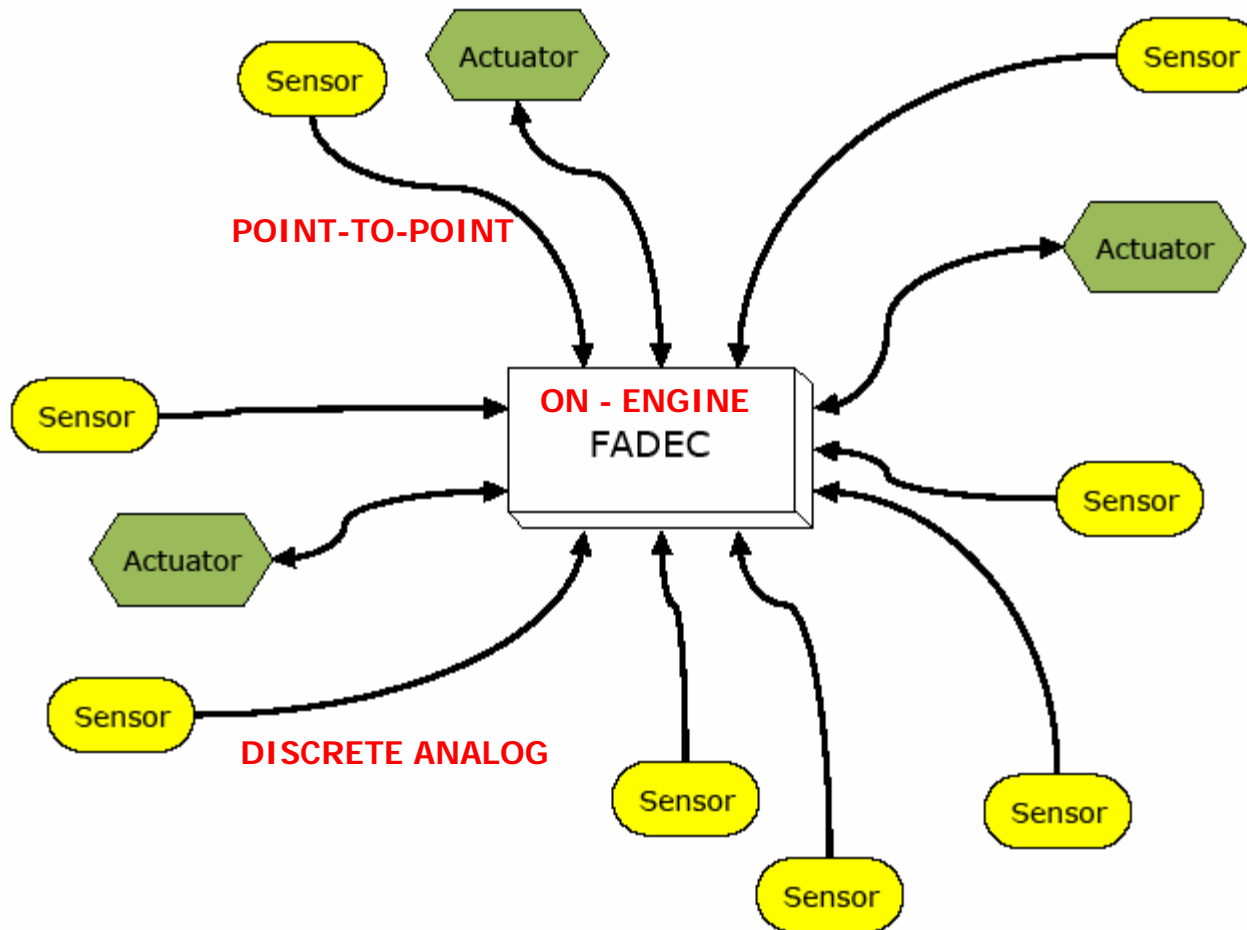 Actuator
Sensor
Sensor
POINT-TO-POINT
Actuator
ON - ENGINE
FADEC
Sensor
Sensor
Actuator
Sensor
DISCRETE ANALOG
Sensor
Sensor
Sensor